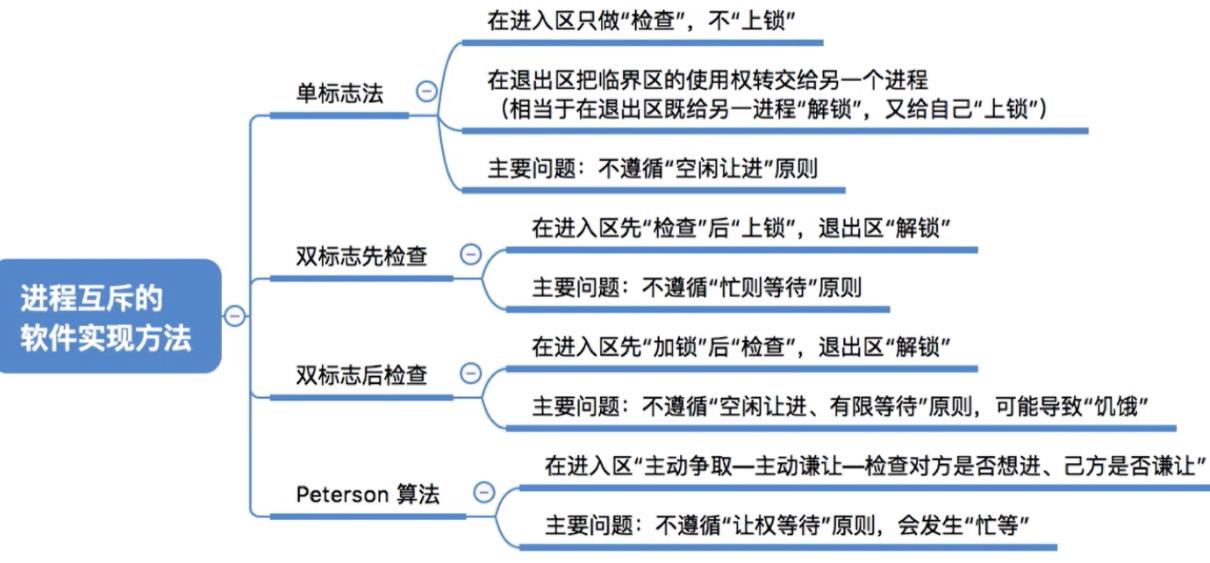 在进入区只做“检查”，不“上锁”
单标志法
在退出区把临界区的使用权转交给另一个进程
（相当于在退出区既给另一进程“解锁”，又给自己“上锁”）
主要问题：不遵循“空闲让进”原则
在进入区先“检查”后“上锁”，退出区“解锁”
双标志先检查
主要问题：不遵循“忙则等待”原则
进程互斥的
软件实现方法
在进入区先“加锁”后“检查”，退出区“解锁”
双标志后检查
主要问题：不遵循“空闲让进、有限等待”原则，可能导致“饥饿”
在进入区“主动争取—主动谦让—检查对方是否想进、己方是否谦让”
Peterson 算法
主要问题：不遵循“让权等待”原则，会发生“忙等”